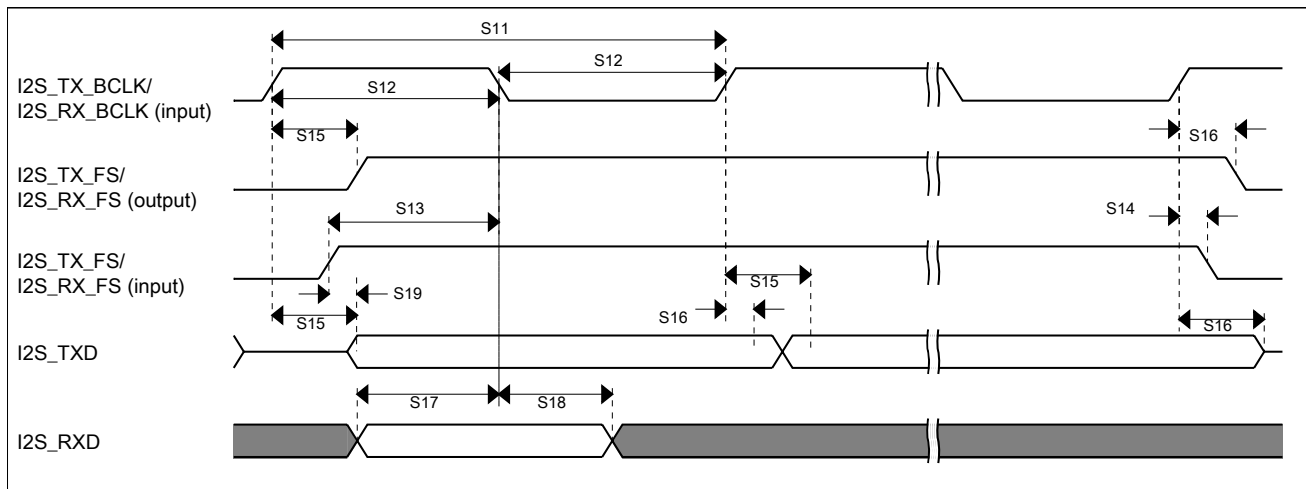 S11
S12
I2S_TX_BCLK/
I2S_RX_BCLK (input)
S12
S15
S16
I2S_TX_FS/
I2S_RX_FS (output)
S13
S14
I2S_TX_FS/
I2S_RX_FS (input)
S15
S19
S15
S16
S16
I2S_TXD
S17
S18
I2S_RXD